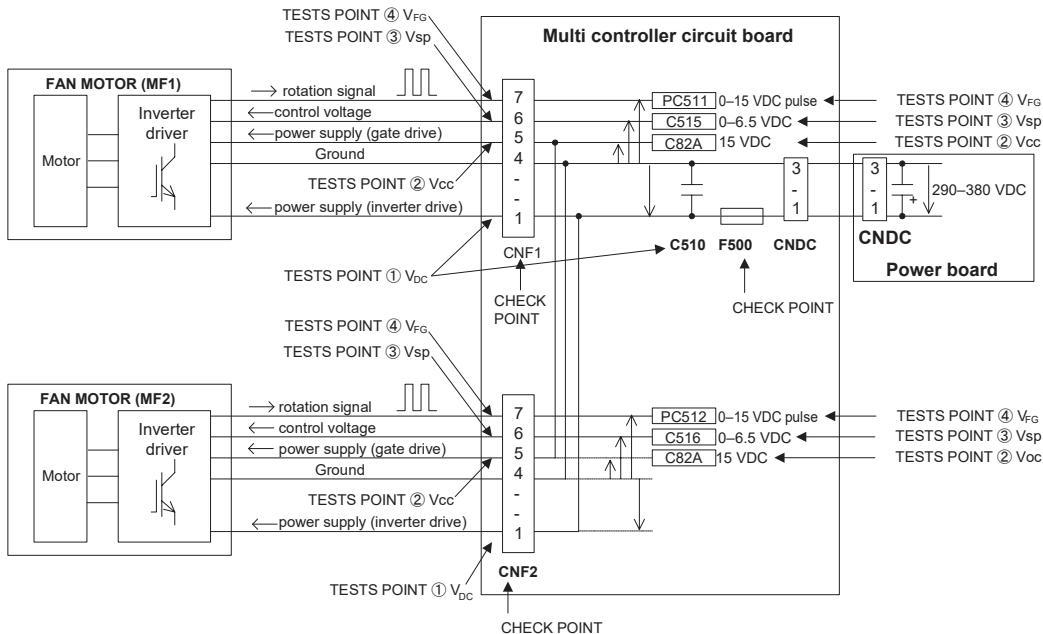 TESTS POINT ④ VFG
TESTS POINT ③ Vsp
Multi controller circuit board
FAN MOTOR (MF1)
Motor
Inverter
driver
rotation signal
control voltage
power supply (gate drive)
Ground
TESTS POINT ② Vcc
power supply (inverter drive)
7
6
5
4
-
-
1
CNF1
CHECK
POINT
TESTS POINT ① VDC
PC511 0–15 VDC pulse
C515 0–6.5 VDC
C82A 15 VDC
TESTS POINT ④ VFG
TESTS POINT ③ Vsp
TESTS POINT ② Vcc
C510 F500 CNDC
3
-
1
CHECK POINT
3
-
1
+
290–380 VDC
CNDC
Power board
TESTS POINT ④ VFG
TESTS POINT ③ Vsp
FAN MOTOR (MF2)
Motor
Inverter
driver
rotation signal
control voltage
power supply (gate drive)
Ground
TESTS POINT ② Vcc
power supply (inverter drive)
7
6
5
4
-
-
1
CNF2
TESTS POINT ① VDC
CHECK POINT
PC512 0–15 VDC pulse
C516 0–6.5 VDC
C82A 15 VDC
TESTS POINT ④ VFG
TESTS POINT ③ Vsp
TESTS POINT ② Voc